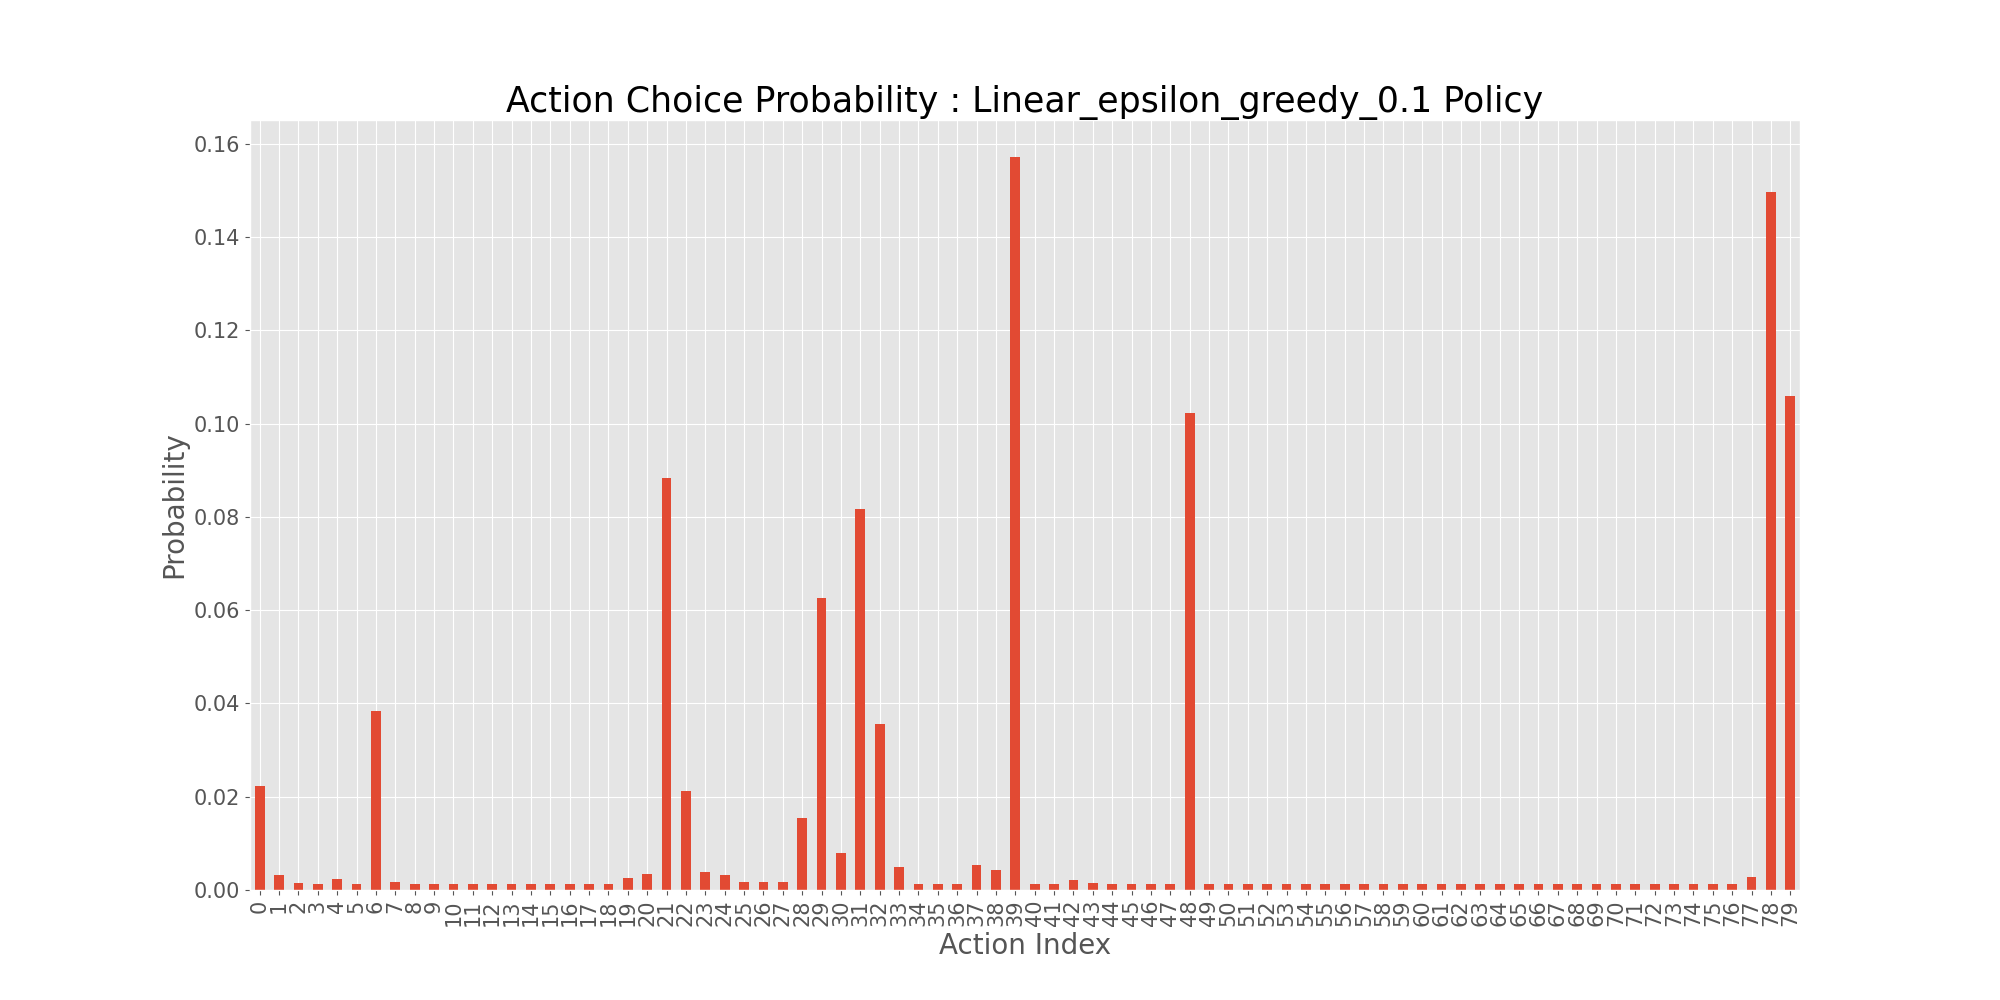 Action Choice Probability : Linear_epsilon_greedy_0.1 Policy
0.16
0.14
0.12
0.10
0.08
0.06
0.04
0.02
0.00
Probability
0 1 2 3 4 5 6 7 8 9 10 11 12 13 14 15 16 17 18 19 20 21 22 23 24 25 26 27 28 29 30 31 32 33 34 35 36 37 38 39 40 41 42 43 44 45 46 47 48 49 50 51 52 53 54 55 56 57 58 59 60 61 62 63 64 65 66 67 68 69 70 71 72 73 74 75 76 77 78 79
Action Index